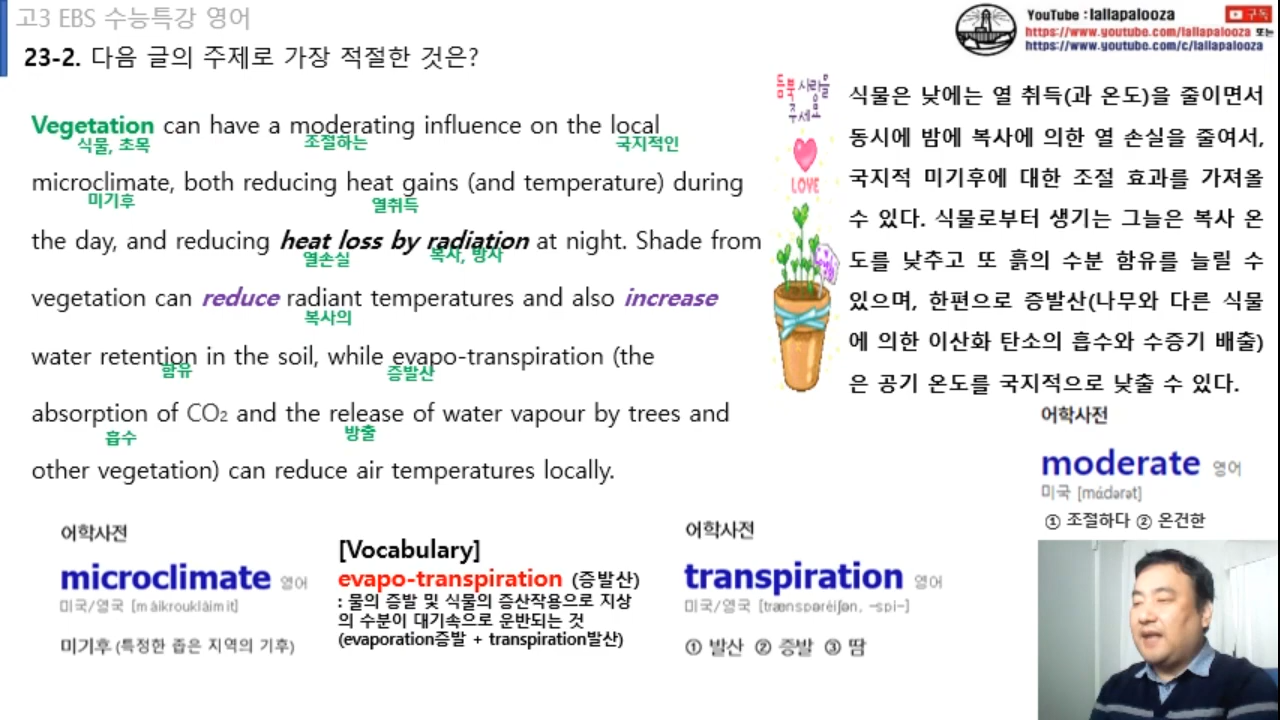 고3 EBS 수능특강 영어
YouTube : lallapalooza
구독
https://www.youtube.com/lallapalooza 또는
https://www.youtube.com/c/lallapalooza
23-2. 다음 글의 주제로 가장 적절한 것은?
Vegetation can have a moderating influence on the local
식물, 초목 조절하는 국지적인
microclimate, both reducing heat gains (and temperature) during
미기후 열취득
the day, and reducing heat loss by radiation at night. Shade from
열손실 복사, 방사
vegetation can reduce radiant temperatures and also increase
복사의
water retention in the soil, while evapo-transpiration (the
함유 증발산
absorption of CO2 and the release of water vapour by trees and
흡수 방출
other vegetation) can reduce air temperatures locally.
듬뿍 사랑을
주세요
LOVE
식물은 낮에는 열 취득(과 온도)을 줄이면서
동시에 밤에 복사에 의한 열 손실을 줄여서,
국지적 미기후에 대한 조절 효과를 가져올
수 있다. 식물로부터 생기는 그늘은 복사 온
도를 낮추고 또 흙의 수분 함유를 늘릴 수
있으며, 한편으로 증발산(나무와 다른 식물
에 의한 이산화 탄소의 흡수와 수증기 배출)
은 공기 온도를 국지적으로 낮출 수 있다.
어학사전
moderate 영어
미국 [mάdərət]
① 조절하다 ② 온건한
어학사전
microclimate 영어
미국/영국 [máikrouklàimit]
미기후 (특정한 좁은 지역의 기후)
[Vocabulary]
evapo-transpiration (증발산)
: 물의 증발 및 식물의 증산작용으로 지상
의 수분이 대기속으로 운반되는 것
(evaporation증발 + transpiration발산)
어학사전
transpiration 영어
미국/영국 [trænspəréiʃən, -spi-]
① 발산 ② 증발 ③ 땀